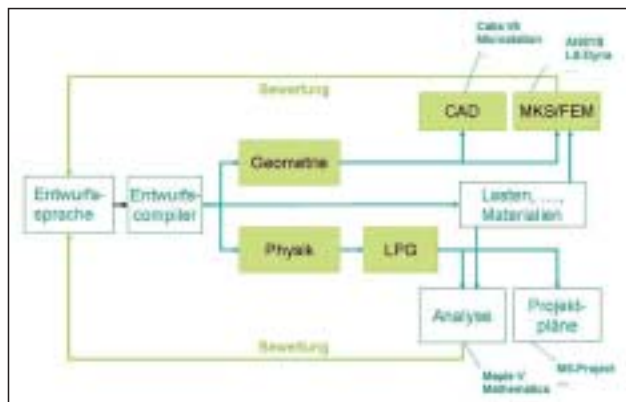 Catia V5
Microstation
...
ANSYS
LS-Dyna
...
Bewertung
CAD
MKS/FEM
Geometrie
Entwurfs-
sprache
Entwurfs-
compiler
Lasten, ...,
Materialien
Physik
LPG
Analyse
Projekt-
pläne
Bewertung
Maple V
Mathematica
MS-Project
...